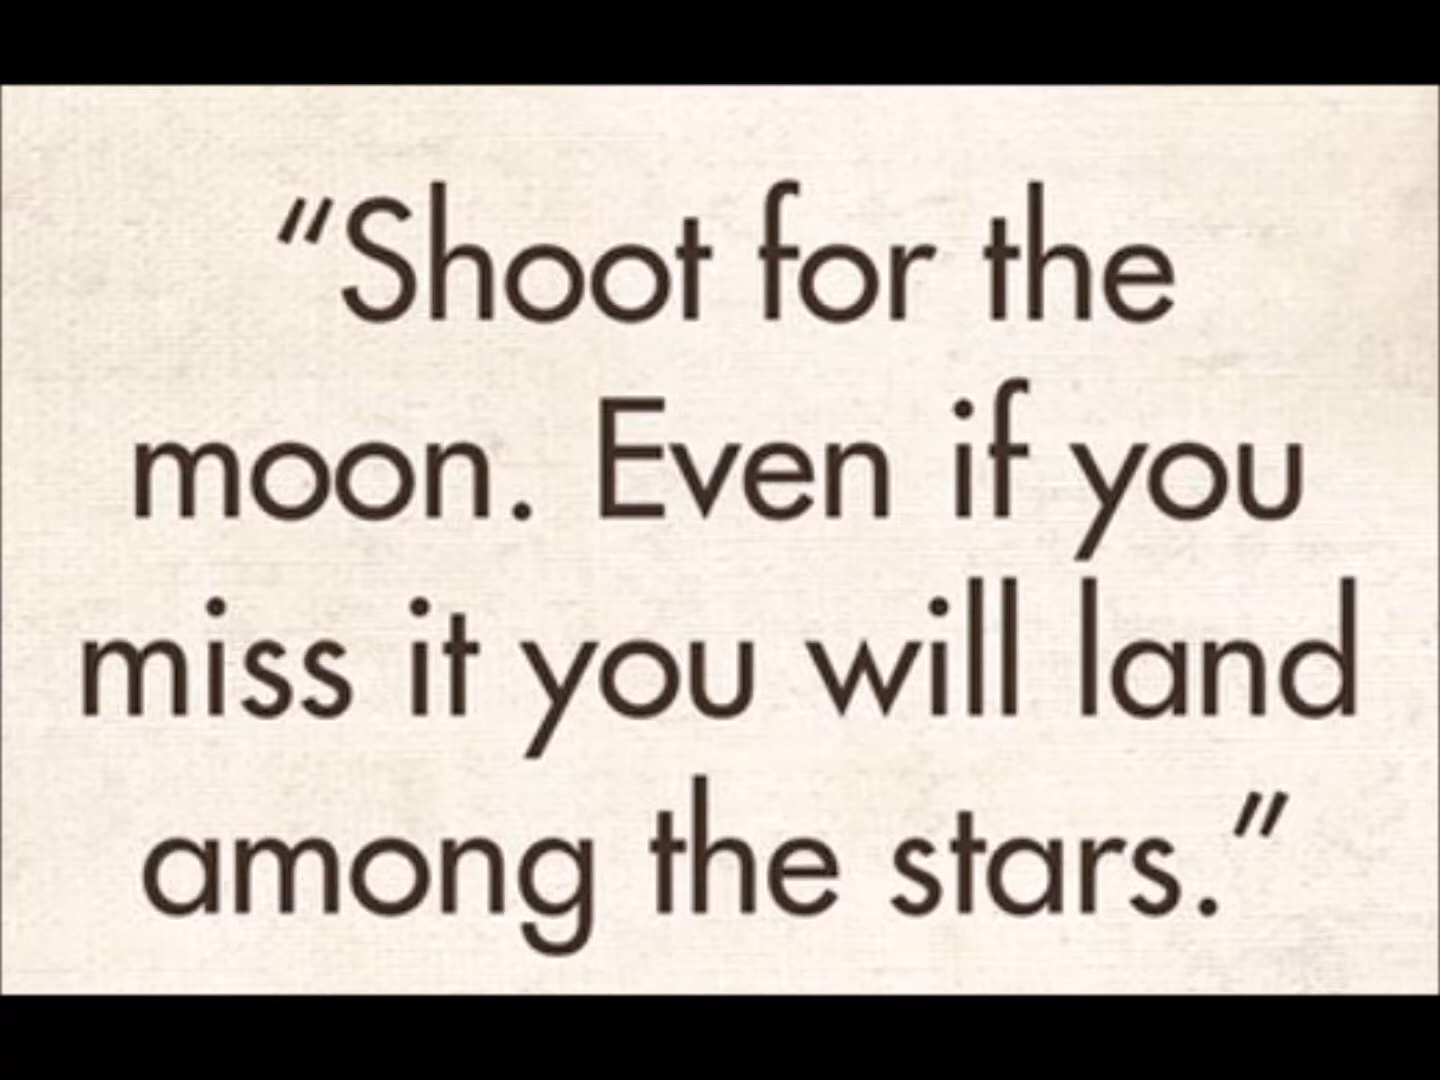 “Shoot for the
moon. Even if you
miss it you will land
among the stars.”